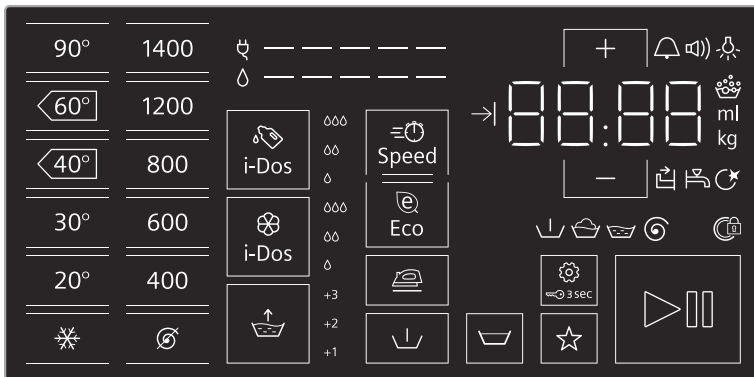 90° 1400
60° 1200
40° 800
30° 600
20° 400
i-Dos
i-Dos
+3
+2
+1
Speed
e
Eco
+
88:88
ml
kg
−
3 sec